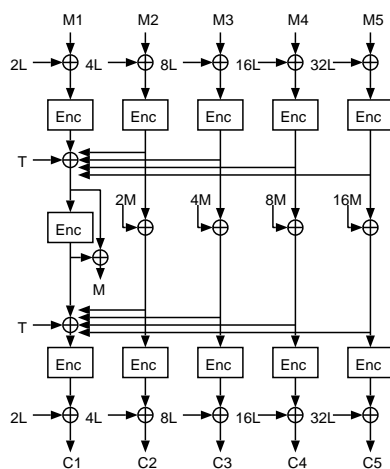 M1 M2 M3 M4 M5
2L 4L 8L 16L 32L
Enc Enc Enc Enc Enc
T
2M 4M 8M 16M
Enc
M
T
Enc Enc Enc Enc Enc
2L 4L 8L 16L 32L
C1 C2 C3 C4 C5